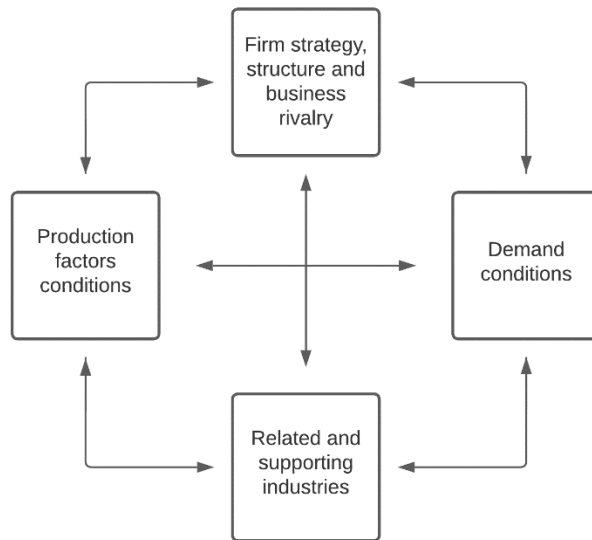 Firm strategy,
structure and
business
rivalry
Production
factors
conditions
Demand
conditions
Related and
supporting
industries